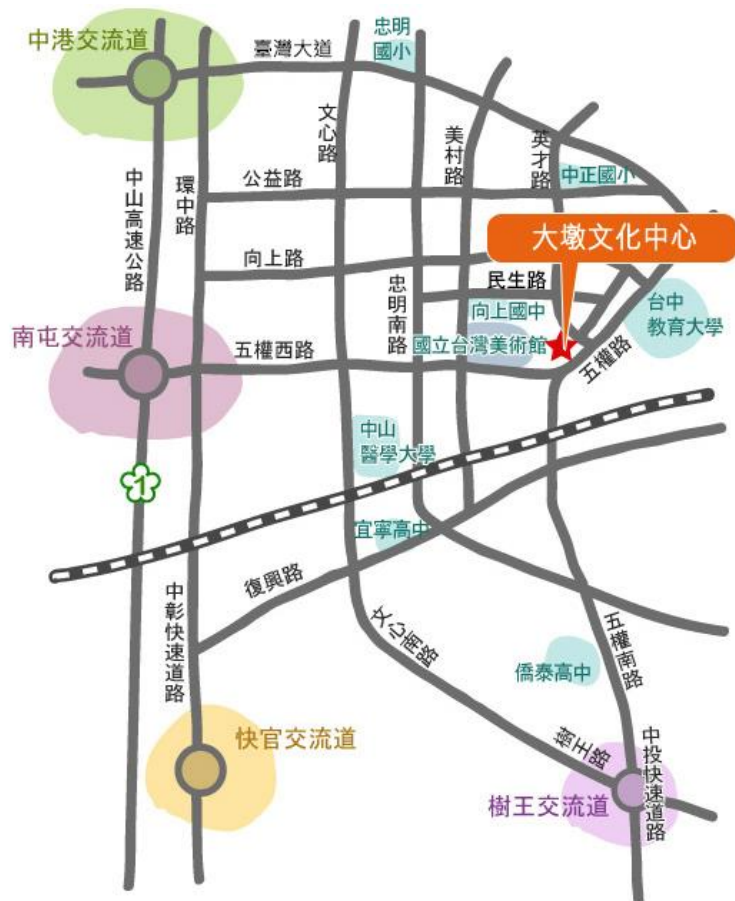 中港交流道
臺灣大道
忠明
國小
文心路
美村路
英才路
中正國小
中山高速公路
環中路
公益路
大墩文化中心
向上路
民生路
忠明南路
向上國中
台中
教育大學
南屯交流道
五權西路
國立台灣美術館
五權路
中山
醫學大學
1
宜寧高中
復興路
中彰快速道路
文心南路
五權南路
僑泰高中
快官交流道
樹王路
中投快速道路
樹王交流道